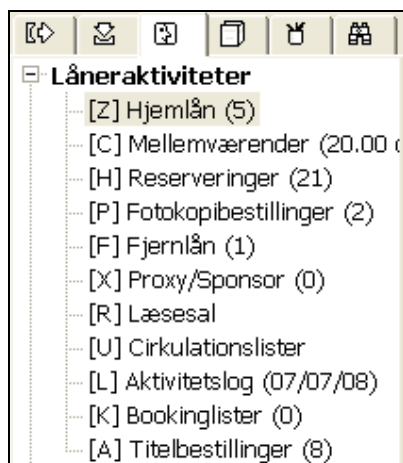 Låneraktiviteter
[Z] Hjemlån (5)
[C] Mellemværender (20.00
[H] Reserveringer (21)
[P] Fotokopibestillinger (2)
[F] Fjernlån (1)
[X] Proxy/Sponsor (0)
[R] Læsesal
[U] Cirkulationslister
[L] Aktivitetslog (07/07/08)
[K] Bookinglister (0)
[A] Titelbestillinger (8)